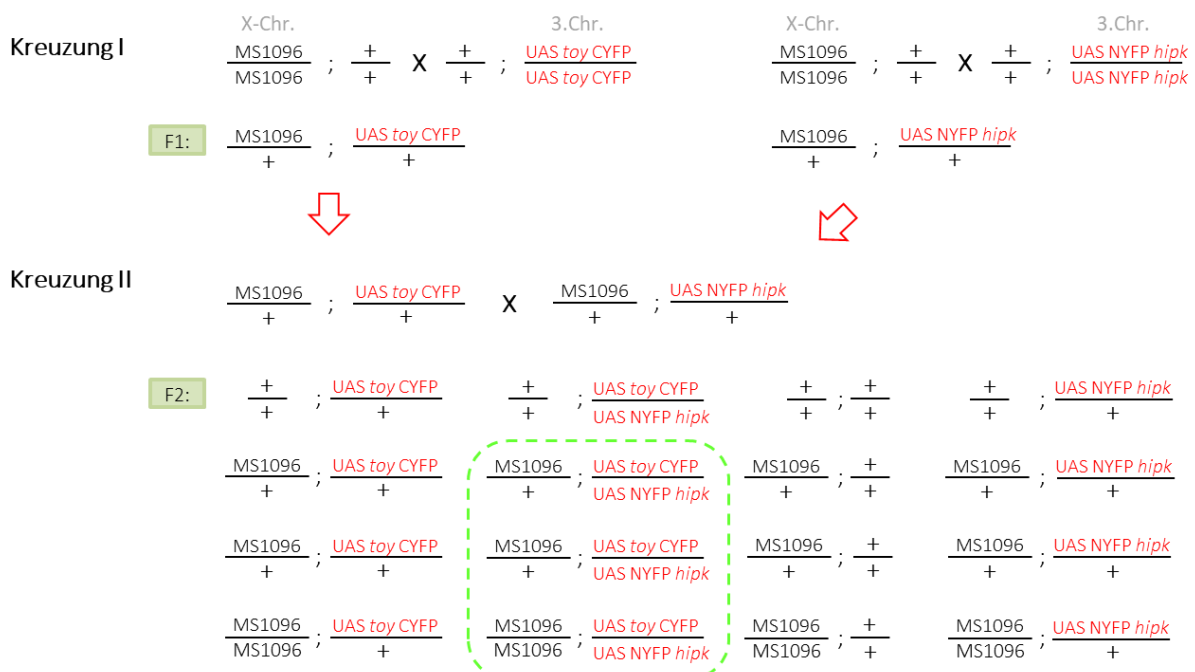 X-Chr. 3.Chr. X-Chr. 3.Chr.
Kreuzung I
MS1096 + + UAS toy CYFP MS1096 + + UAS NYFP hipk
; X ; ; X ;
MS1096 + + UAS toy CYFP MS1096 + + UAS NYFP hipk
F1:
MS1096 ; UAS toy CYFP MS1096 ; UAS NYFP hipk
+ + + +
Kreuzung II
MS1096 ; UAS toy CYFP X MS1096 ; UAS NYFP hipk
+ + + +
F2:
+ ; UAS toy CYFP + ; UAS toy CYFP + ; + + ; UAS NYFP hipk
+ + + UAS NYFP hipk + + + +
MS1096 ; UAS toy CYFP MS1096 ; UAS toy CYFP MS1096 ; + MS1096 ; UAS NYFP hipk
+ + + UAS NYFP hipk + + + +
MS1096 ; UAS toy CYFP MS1096 ; UAS toy CYFP MS1096 ; + MS1096 ; UAS NYFP hipk
+ + + UAS NYFP hipk + + + +
MS1096 ; UAS toy CYFP MS1096 ; UAS toy CYFP MS1096 ; + MS1096 ; UAS NYFP hipk
MS1096 + MS1096 UAS NYFP hipk MS1096 + MS1096 +